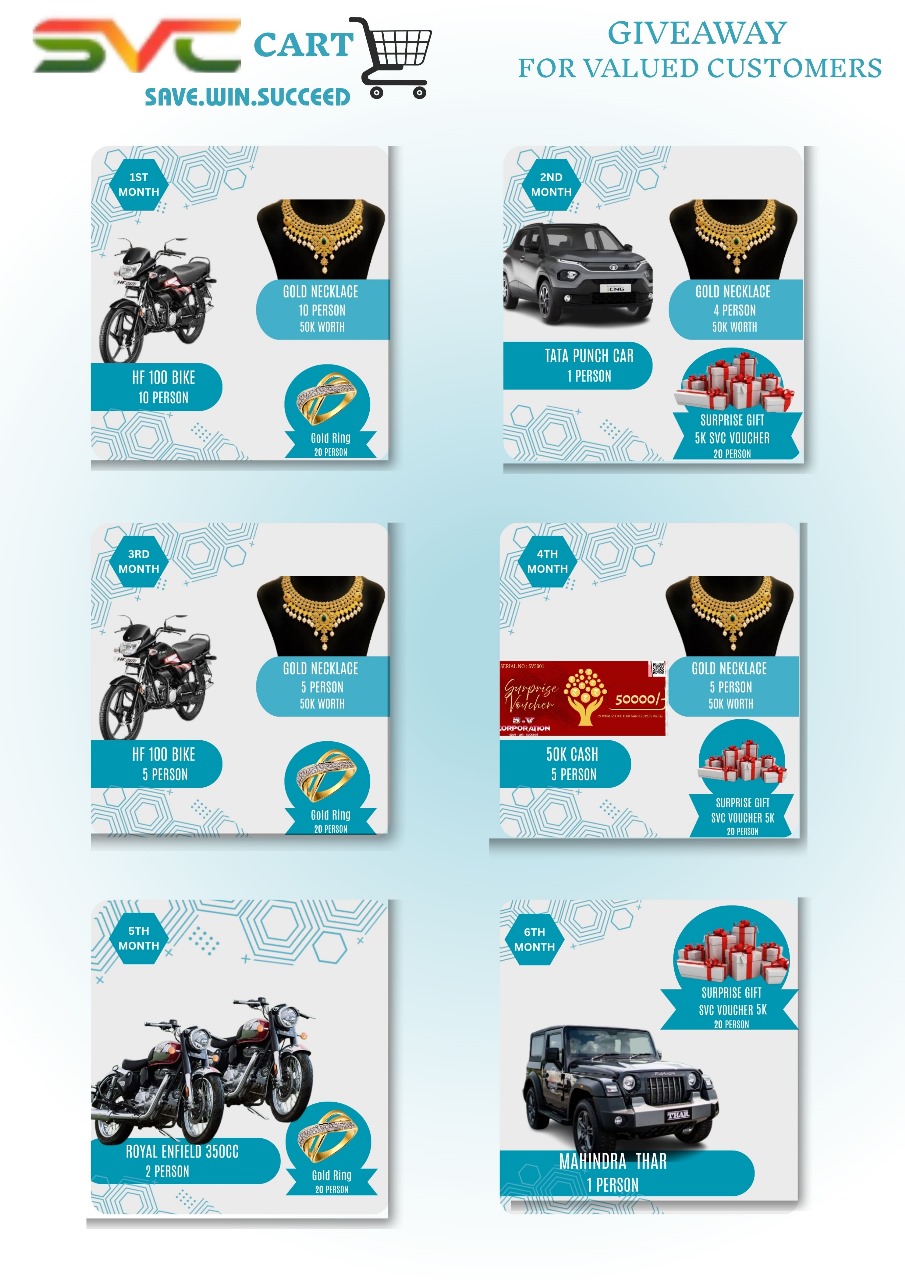 SVC CART
SAVE.WIN.SUCCEED
GIVEAWAY
FOR VALUED CUSTOMERS
1ST
MONTH
GOLD NECKLACE
10 PERSON
50K WORTH
HF 100 BIKE
10 PERSON
Gold Ring
20 PERSON
2ND
MONTH
CNG
GOLD NECKLACE
4 PERSON
50K WORTH
TATA PUNCH CAR
1 PERSON
SURPRISE GIFT
5K SVC VOUCHER
20 PERSON
3RD
MONTH
GOLD NECKLACE
5 PERSON
50K WORTH
HF 100 BIKE
5 PERSON
Gold Ring
20 PERSON
4TH
MONTH
Surprise
Voucher
50000/-
CORPORATION
GOLD NECKLACE
5 PERSON
50K WORTH
50K CASH
5 PERSON
SURPRISE GIFT
SVC VOUCHER 5K
20 PERSON
5TH
MONTH
ROYAL ENFIELD 350CC
2 PERSON
Gold Ring
20 PERSON
6TH
MONTH
SURPRISE GIFT
SVC VOUCHER 5K
20 PERSON
THAR
MAHINDRA THAR
1 PERSON